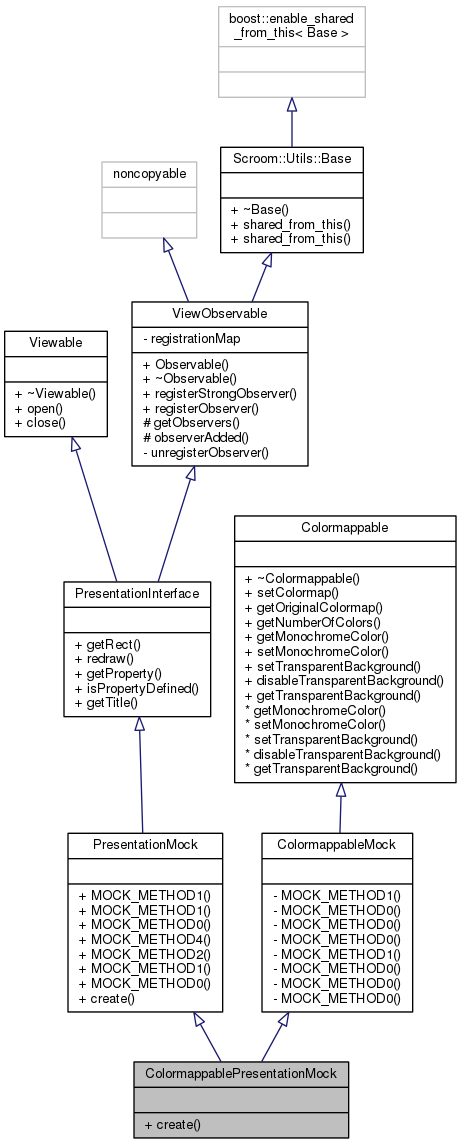 boost::enable_shared
_from_this< Base >
Scroom::Utils::Base
+ ~Base()
+ shared_from_this()
+ shared_from_this()
noncopyable
ViewObservable
- registrationMap
+ Observable()
+ ~Observable()
+ registerStrongObserver()
+ registerObserver()
# getObservers()
# observerAdded()
- unregisterObserver()
Viewable
+ ~Viewable()
+ open()
+ close()
Colormappable
+ ~Colormappable()
+ setColormap()
+ getOriginalColormap()
+ getNumberOfColors()
+ getMonochromeColor()
+ setMonochromeColor()
+ setTransparentBackground()
+ disableTransparentBackground()
+ getTransparentBackground()
* getMonochromeColor()
* setMonochromeColor()
* setTransparentBackground()
* disableTransparentBackground()
* getTransparentBackground()
PresentationInterface
+ getRect()
+ redraw()
+ getProperty()
+ isPropertyDefined()
+ getTitle()
PresentationMock
+ MOCK_METHOD1()
+ MOCK_METHOD1()
+ MOCK_METHOD0()
+ MOCK_METHOD4()
+ MOCK_METHOD2()
+ MOCK_METHOD1()
+ MOCK_METHOD0()
+ create()
ColormappableMock
- MOCK_METHOD1()
- MOCK_METHOD0()
- MOCK_METHOD0()
- MOCK_METHOD0()
- MOCK_METHOD1()
- MOCK_METHOD0()
- MOCK_METHOD0()
- MOCK_METHOD0()
ColormappablePresentationMock
+ create()